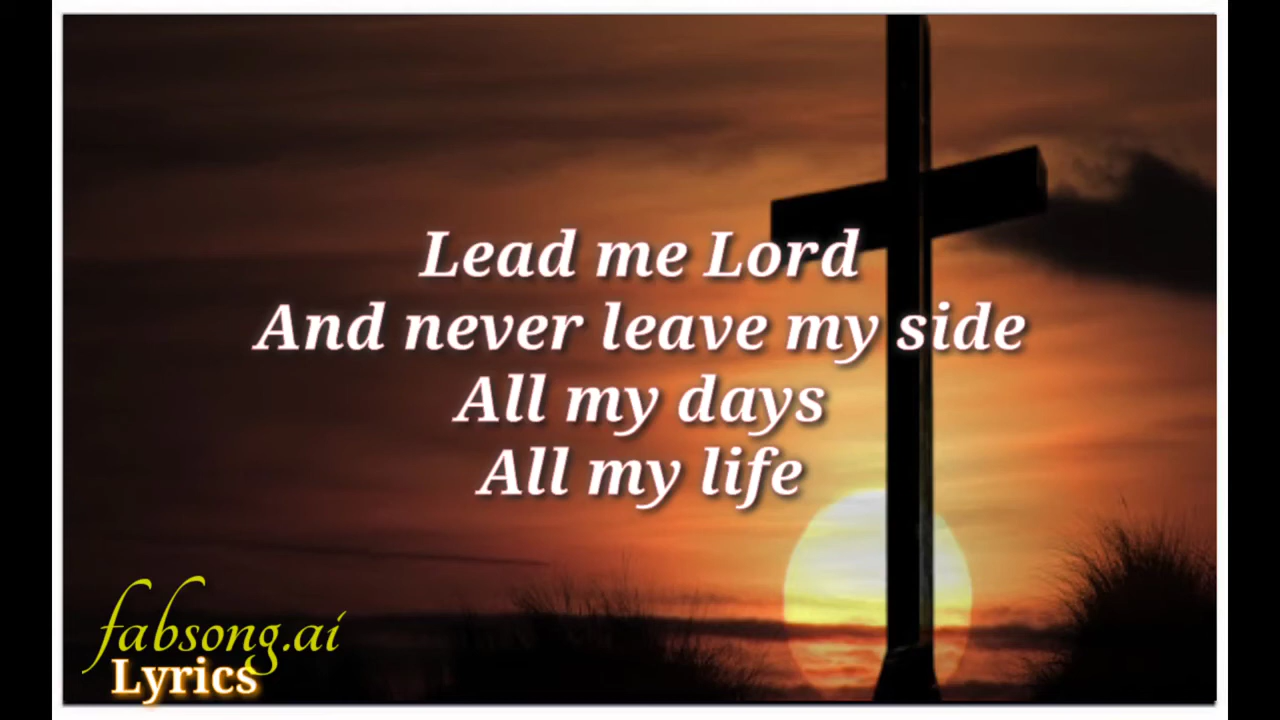 Lead me Lord
And never leave my side
All my days
All my life
fabsong.ai
Lyrics